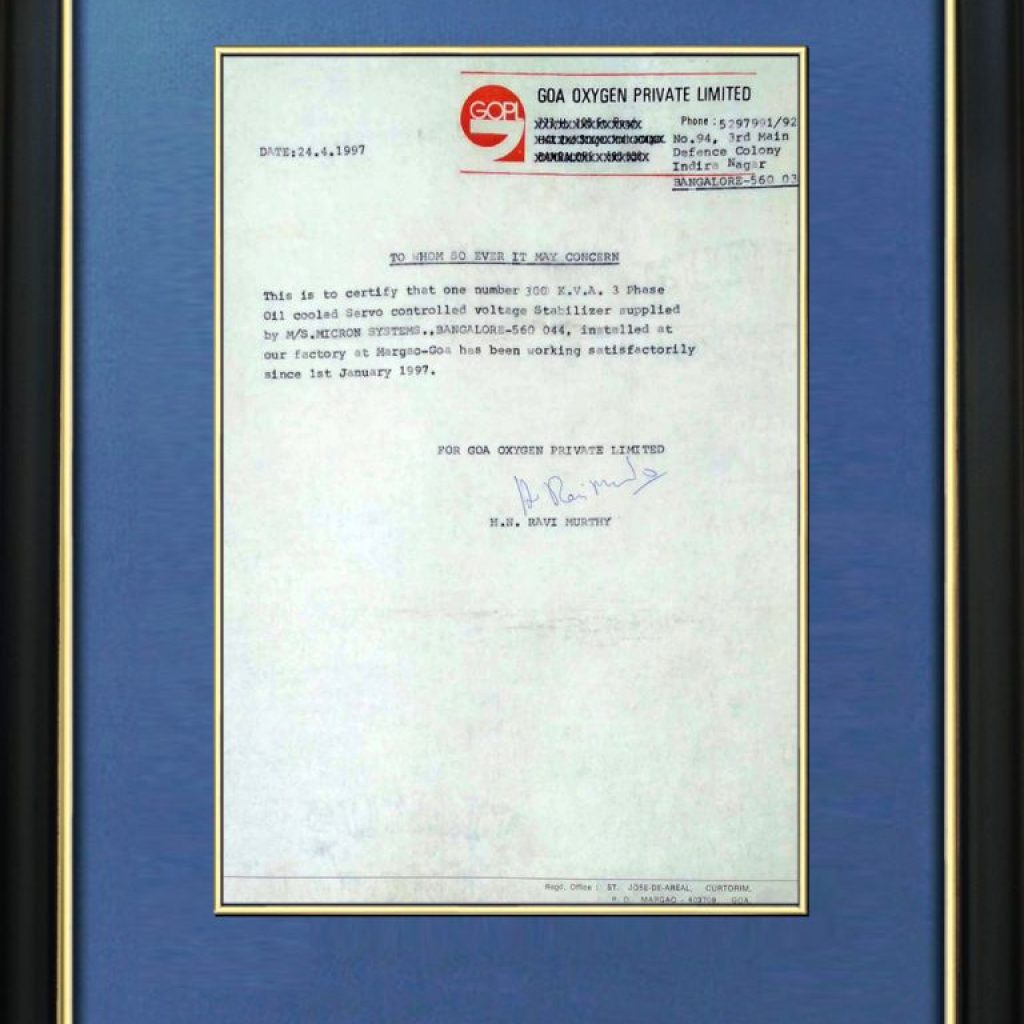 GOPL
GOA OXYGEN PRIVATE LIMITED
Phone : 5297991/92
No.94, 3rd Main
Defence Colony
Indira Nagar
BANGALORE-560 03
DATE:24.4.1997
TO WHOM SO EVER IT MAY CONCERN
This is to certify that one number 300 K.V.A. 3 Phase
Oil cooled Servo controlled voltage Stabilizer supplied
by M/S.MICRON SYSTEMS.,BANGALORE-560 044, installed at
our factory at Margao-Goa has been working satisfactorily
since 1st January 1997.
FOR GOA OXYGEN PRIVATE LIMITED
H.N. RAVI MURTHY
Regd. Office : ST. JOSE-DE-AREAL, CURTORIM,
P. O. MARGAO - 403709 GOA.